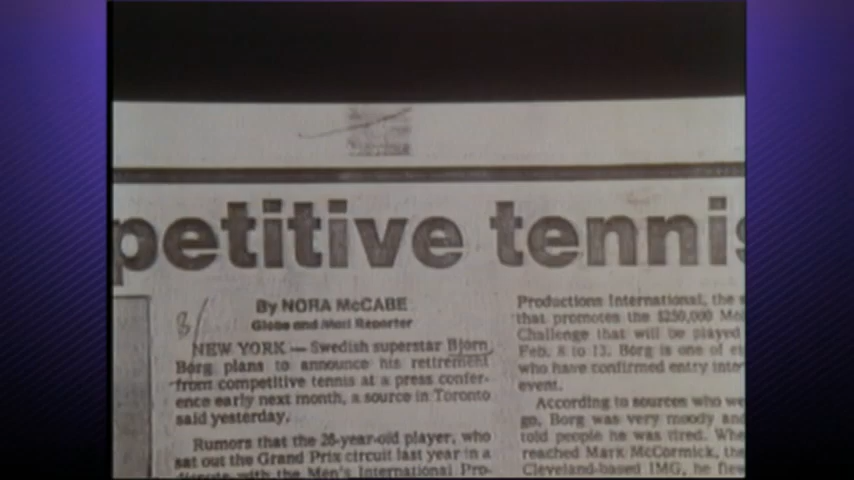 petitive tennis
By NORA McCABE
Globe and Mail Reporter
NEW YORK — Swedish superstar Bjorn
Borg plans to announce his retirement
from competitive tennis at a press confer-
ence early next month, a source in Toronto
said yesterday.
Rumors that the 26-year-old player, who
sat out the Grand Prix circuit last year in a
dispute with the Men's International Pro-
Productions International, the
that promotes the $250,000
Challenge that will be played
Feb. 8 to 13. Borg is one of
who have confirmed entry into
event.
According to sources who
go, Borg was very moody and
told people he was tired.
reached Mark McCormick, the
Cleveland-based IMG, he